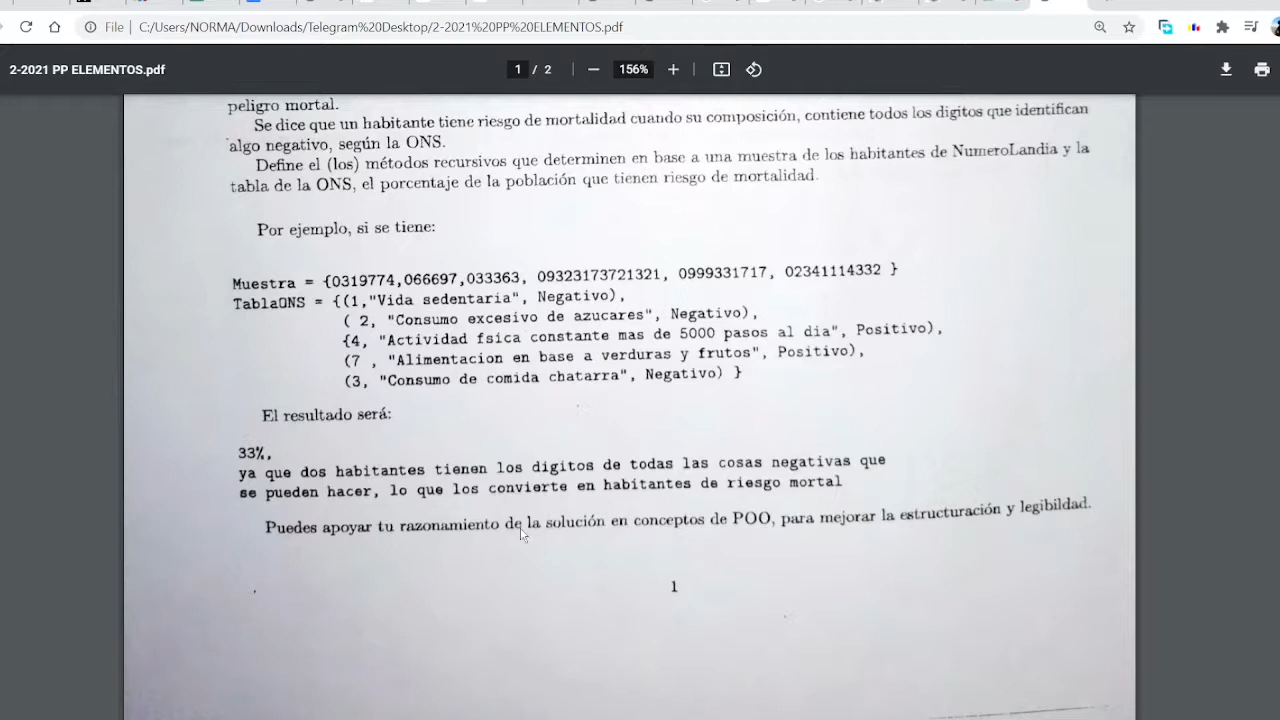 File | C:/Users/NORMA/Downloads/Telegram%20Desktop/2-2021%20PP%20ELEMENTOS.pdf
2-2021 PP ELEMENTOS.pdf
1 / 2
156%
peligro mortal.
Se dice que un habitante tiene riesgo de mortalidad cuando su composición, contiene todos los digitos que identifican
algo negativo, según la ONS.
Define el (los) métodos recursivos que determinen en base a una muestra de los habitantes de NumeroLandia y la
tabla de la ONS, el porcentaje de la población que tienen riesgo de mortalidad.
Por ejemplo, si se tiene:
Muestra = {0319774,066697,033363, 09323173721321, 0999331717, 02341114332 }
TablaONS = {(1,"Vida sedentaria", Negativo),
( 2, "Consumo excesivo de azucares", Negativo),
{4, "Actividad fsica constante mas de 5000 pasos al dia", Positivo),
(7 , "Alimentacion en base a verduras y frutos", Positivo),
(3, "Consumo de comida chatarra", Negativo) }
El resultado será:
33%,
ya que dos habitantes tienen los digitos de todas las cosas negativas que
se pueden hacer, lo que los convierte en habitantes de riesgo mortal
Puedes apoyar tu razonamiento de la solución en conceptos de POO, para mejorar la estructuración y legibildad.
1